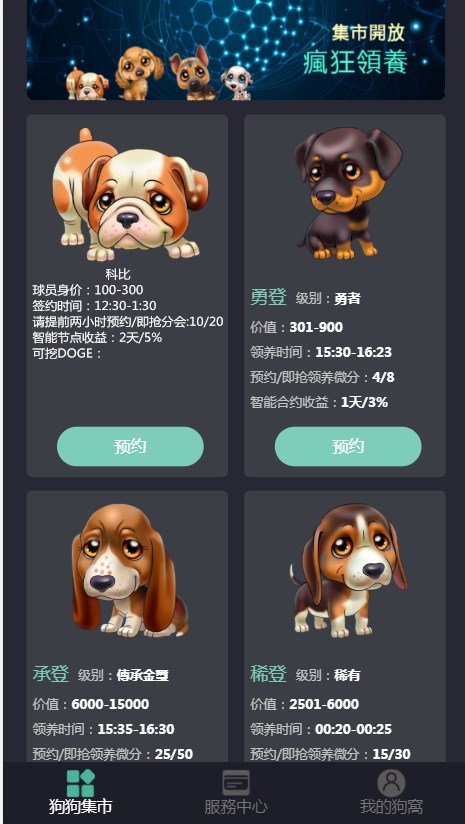 集市開放
瘋狂領養
科比
球员身价：100-300
签约时间：12:30-1:30
请提前两小时预约/即抢分会:10/20
智能节点收益：2天/5%
可挖DOGE：
预约
勇登 级别：勇者
价值：301-900
领养时间：15:30-16:23
预约/即抢领养微分：4/8
智能合约收益：1天/3%
预约
承登 级别：傳承金璽
价值：6000-15000
领养时间：15:35-16:30
预约/即抢领养微分：25/50
稀登 级别：稀有
价值：2501-6000
领养时间：00:20-00:25
预约/即抢领养微分：15/30
狗狗集市
服務中心
我的狗窩